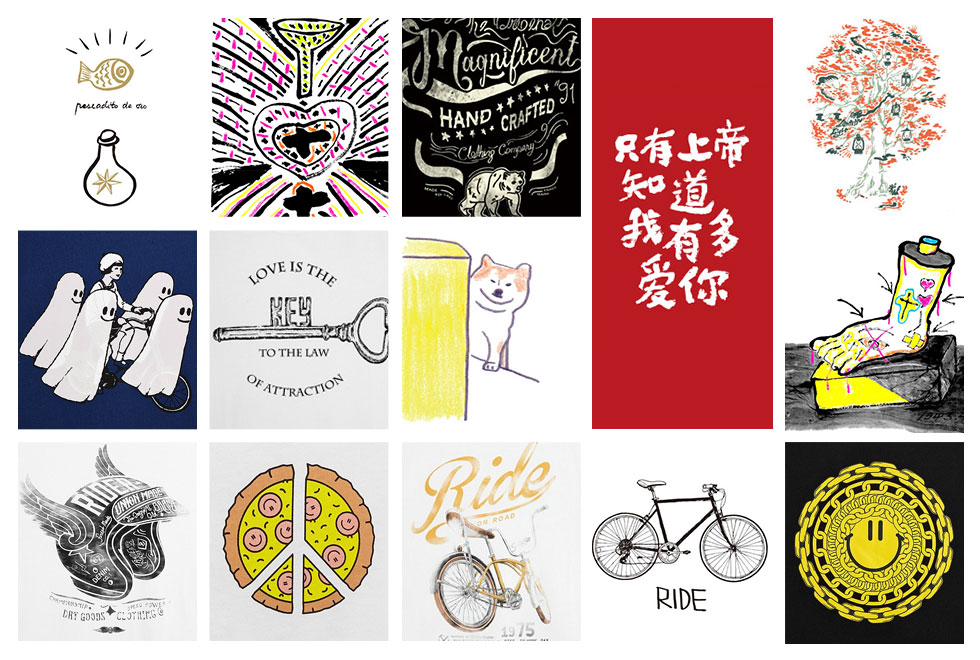 pescadito de oro
The
Magnificent
HAND CRAFTED "91
Clothing Company
只有上帝
知道
我有多
爱你
LOVE IS THE
KEY
TO THE LAW
OF ATTRACTION
RIDERS
UNION MADE
DENIM
DRY GOODS CLOTHING
Ride
ON ROAD
1975
RIDE